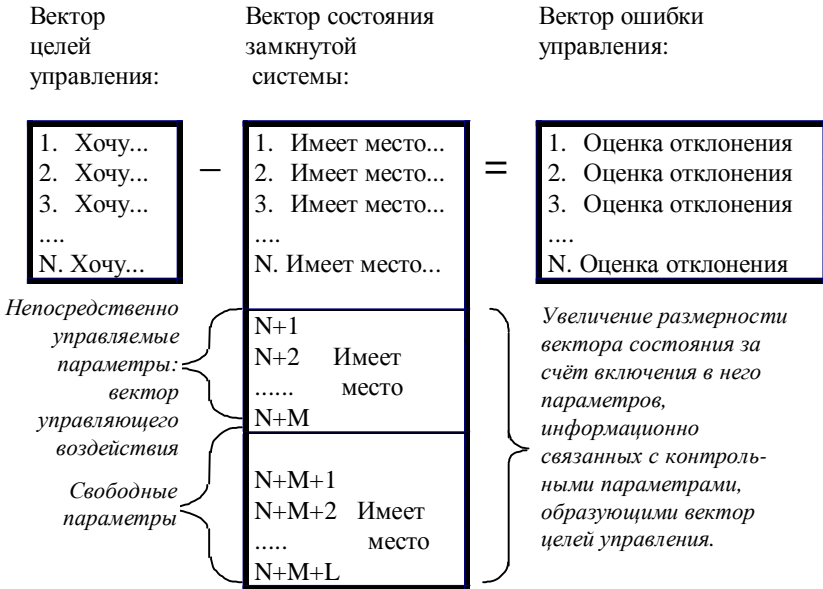 Вектор
целей
управления:
Вектор состояния
замкнутой
системы:
Вектор ошибки
управления:
1. Хочу...
2. Хочу...
3. Хочу...
....
N. Хочу...
–
1. Имеет место...
2. Имеет место...
3. Имеет место...
....
N. Имеет место...
=
1. Оценка отклонения
2. Оценка отклонения
3. Оценка отклонения
....
N. Оценка отклонения
Непосредственно
управляемые
параметры:
вектор
управляющего
воздействия
N+1
N+2 Имеет
...... место
N+M
Свободные
параметры
N+M+1
N+M+2 Имеет
..... место
N+M+L
Увеличение размерности
вектора состояния за
счёт включения в него
параметров,
информационно
связанных с контроль-
ными параметрами,
образующими вектор
целей управления.